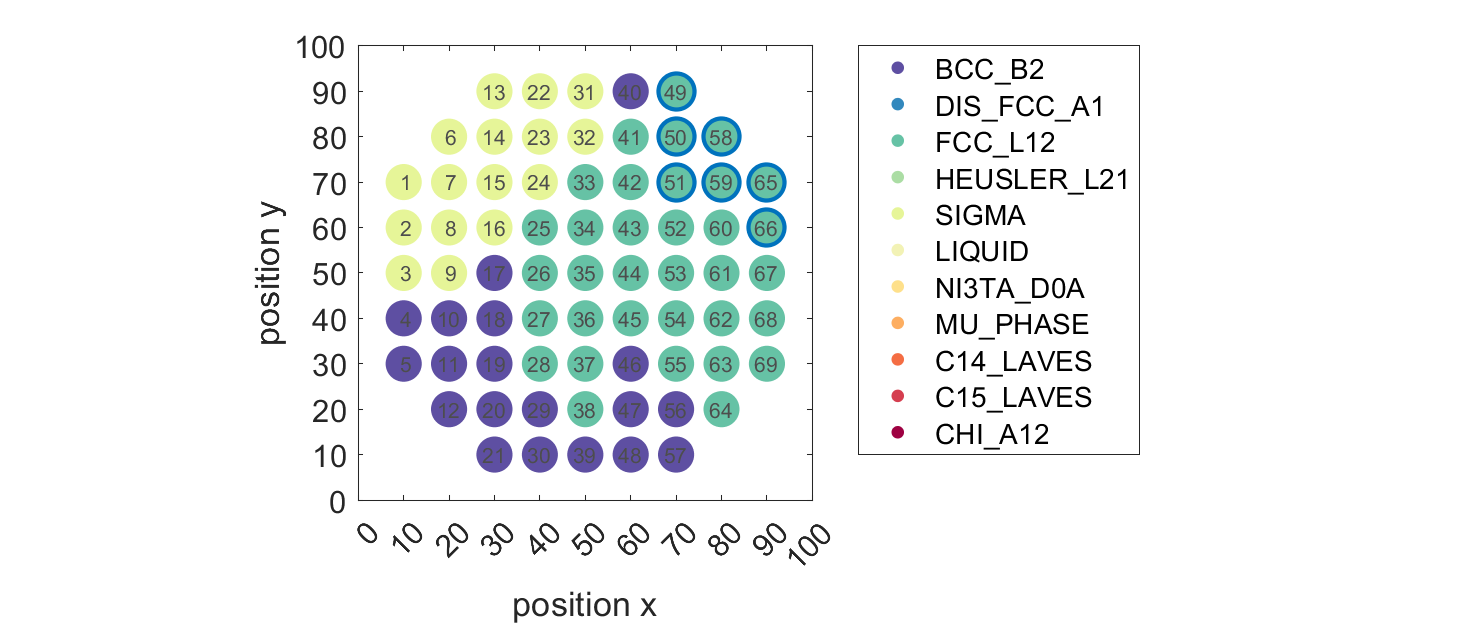 100
90
80
70
60
50
40
30
20
10
0
position y
13 22 31 40 49
6 14 23 32 41 50 58
1 7 15 24 33 42 51 59 65
2 8 16 25 34 43 52 60 66
3 9 17 26 35 44 53 61 67
4 10 18 27 36 45 54 62 68
5 11 19 28 37 46 55 63 69
12 20 29 38 47 56 64
21 30 39 48 57
0 10 20 30 40 50 60 70 80 90 100
position x
BCC_B2
DIS_FCC_A1
FCC_L12
HEUSLER_L21
SIGMA
LIQUID
NI3TA_D0A
MU_PHASE
C14_LAVES
C15_LAVES
CHI_A12